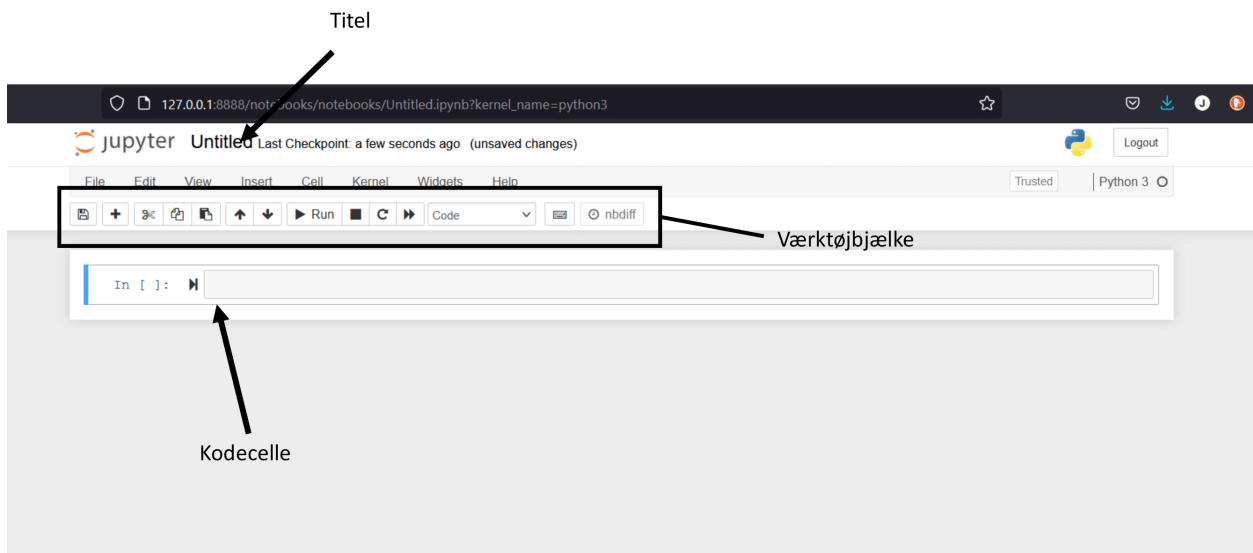 Titel
127.0.0.1:8888/notebooks/notebooks/Untitled.ipynb?kernel_name=python3
J
jupyter Untitled Last Checkpoint: a few seconds ago (unsaved changes)
Logout
File Edit View Insert Cell Kernel Widgets Help
Trusted
Python 3
Run
Code
nbdiff
Værktøjbjælke
In [ ]:
Kodecelle